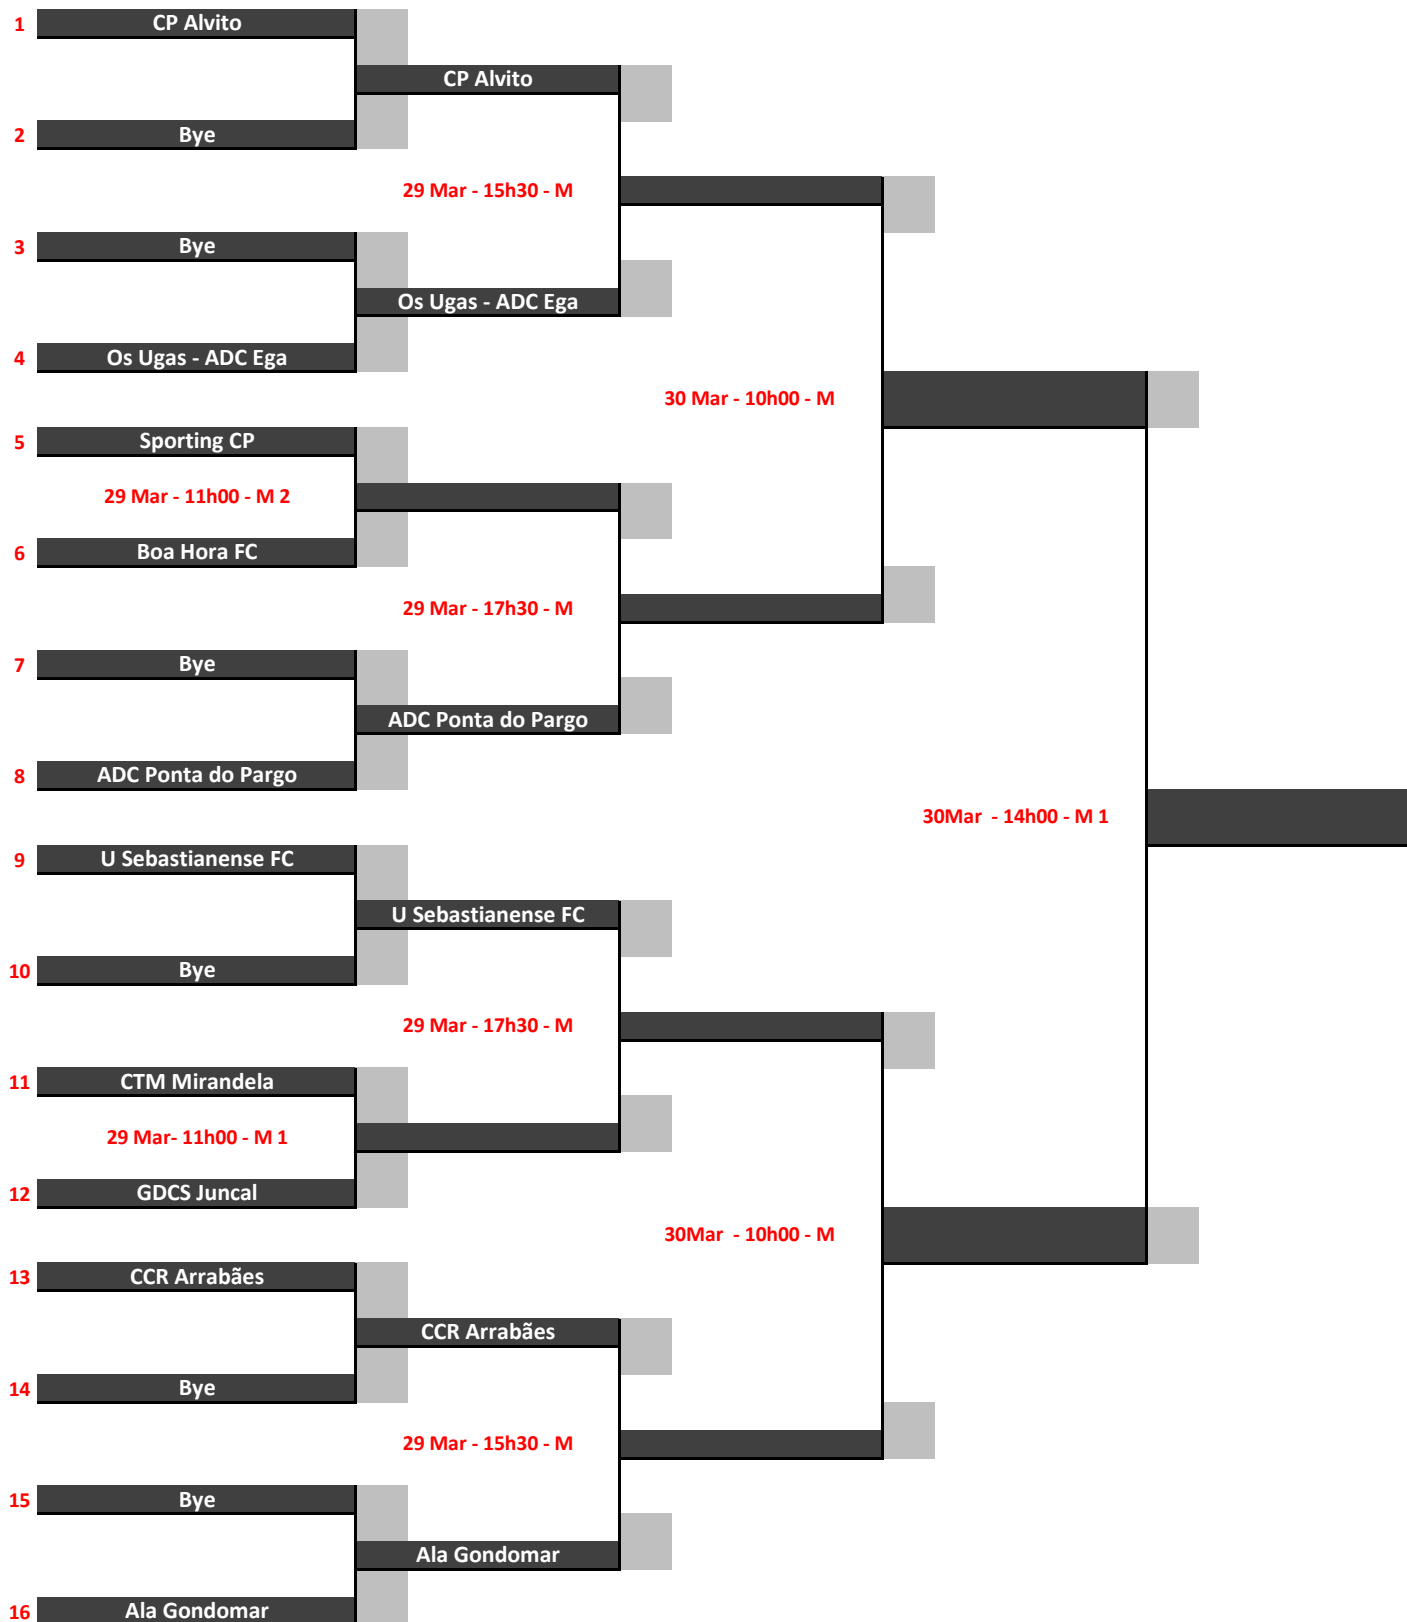 1 CP Alvito
CP Alvito
2 Bye
29 Mar - 15h30 - M
3 Bye
Os Ugas - ADC Ega
4 Os Ugas - ADC Ega
30 Mar - 10h00 - M
5 Sporting CP
29 Mar - 11h00 - M 2
6 Boa Hora FC
29 Mar - 17h30 - M
7 Bye
ADC Ponta do Pargo
8 ADC Ponta do Pargo
30Mar - 14h00 - M 1
9 U Sebastianense FC
U Sebastianense FC
10 Bye
29 Mar - 17h30 - M
11 CTM Mirandela
29 Mar- 11h00 - M 1
12 GDCS Juncal
30Mar - 10h00 - M
13 CCR Arrabães
CCR Arrabães
14 Bye
29 Mar - 15h30 - M
15 Bye
Ala Gondomar
16 Ala Gondomar